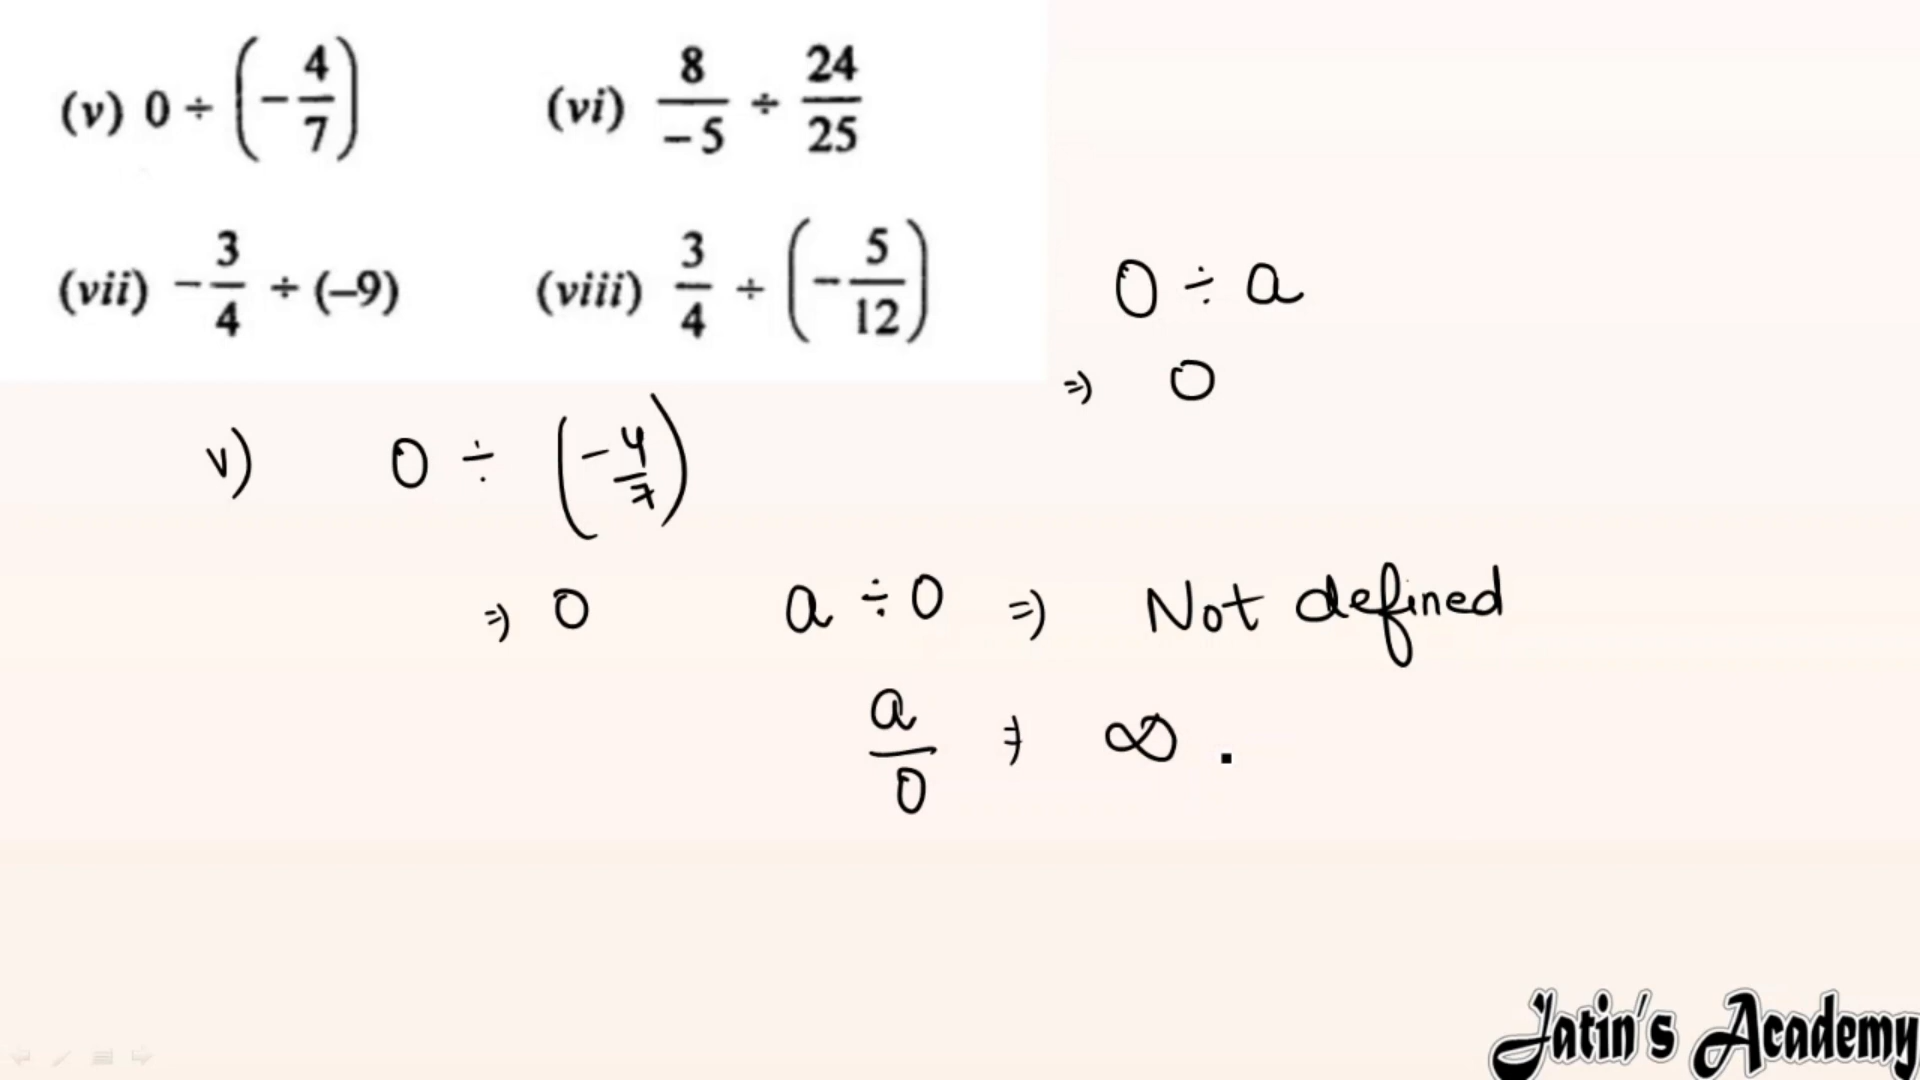 (v) 0 ÷ (-4/7) (vi) 8/-5 ÷ 24/25
(vii) -3/4 ÷ (-9) (viii) 3/4 ÷ (-5/12)
0 ÷ a
⇒ 0
v) 0 ÷ (-4/7)
⇒ 0 a ÷ 0 ⇒ Not defined
a/0 ⇒ ∞ .
Jatin's Academy